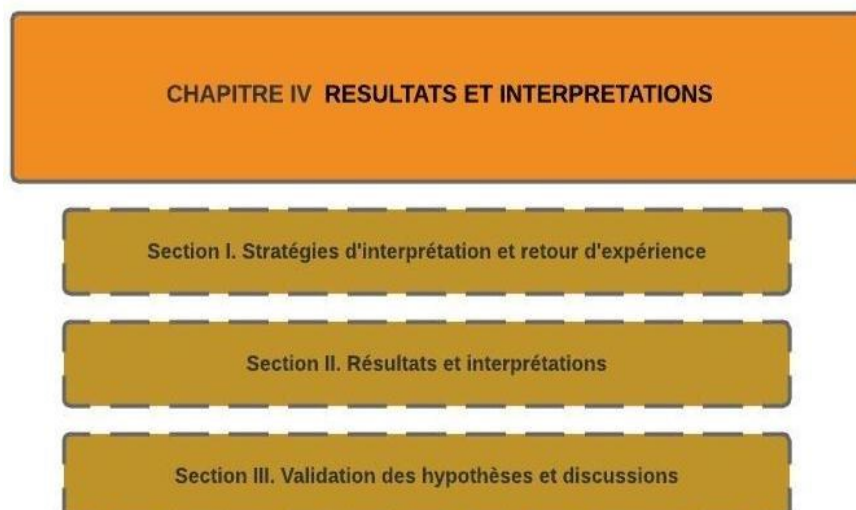 CHAPITRE IV RESULTATS ET INTERPRETATIONS
Section I. Stratégies d'interprétation et retour d'expérience
Section II. Résultats et interprétations
Section III. Validation des hypothèses et discussions